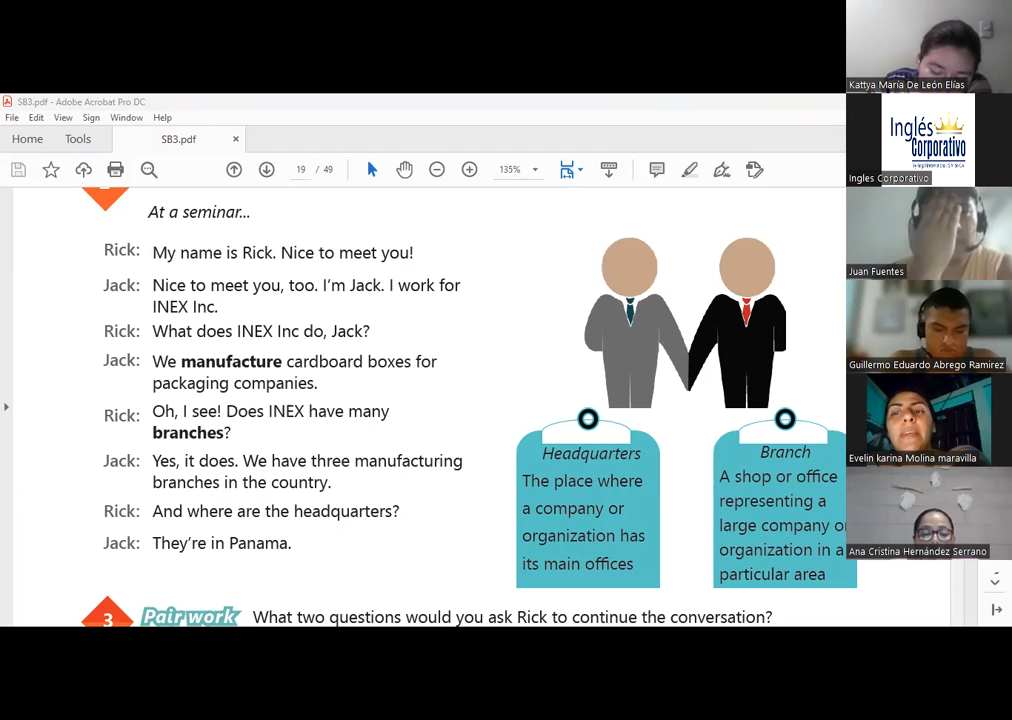 SB3.pdf - Adobe Acrobat Pro DC
File Edit View Sign Window Help
Home Tools SB3.pdf ×
19 / 49 135%
At a seminar...
Rick: My name is Rick. Nice to meet you!
Jack: Nice to meet you, too. I'm Jack. I work for
INEX Inc.
Rick: What does INEX Inc do, Jack?
Jack: We manufacture cardboard boxes for
packaging companies.
Rick: Oh, I see! Does INEX have many
branches?
Jack: Yes, it does. We have three manufacturing
branches in the country.
Rick: And where are the headquarters?
Jack: They're in Panama.
Headquarters
The place where
a company or
organization has
its main offices
Branch
A shop or office
representing a
large company or
organization in a
particular area
3 Pair work What two questions would you ask Rick to continue the conversation?
Kattya María De León Elías
Inglés
Corporativo
Ingles Corporativo
Juan Fuentes
Guillermo Eduardo Abrego Ramirez
Evelin karina Molina maravilla
Ana Cristina Hernández Serrano